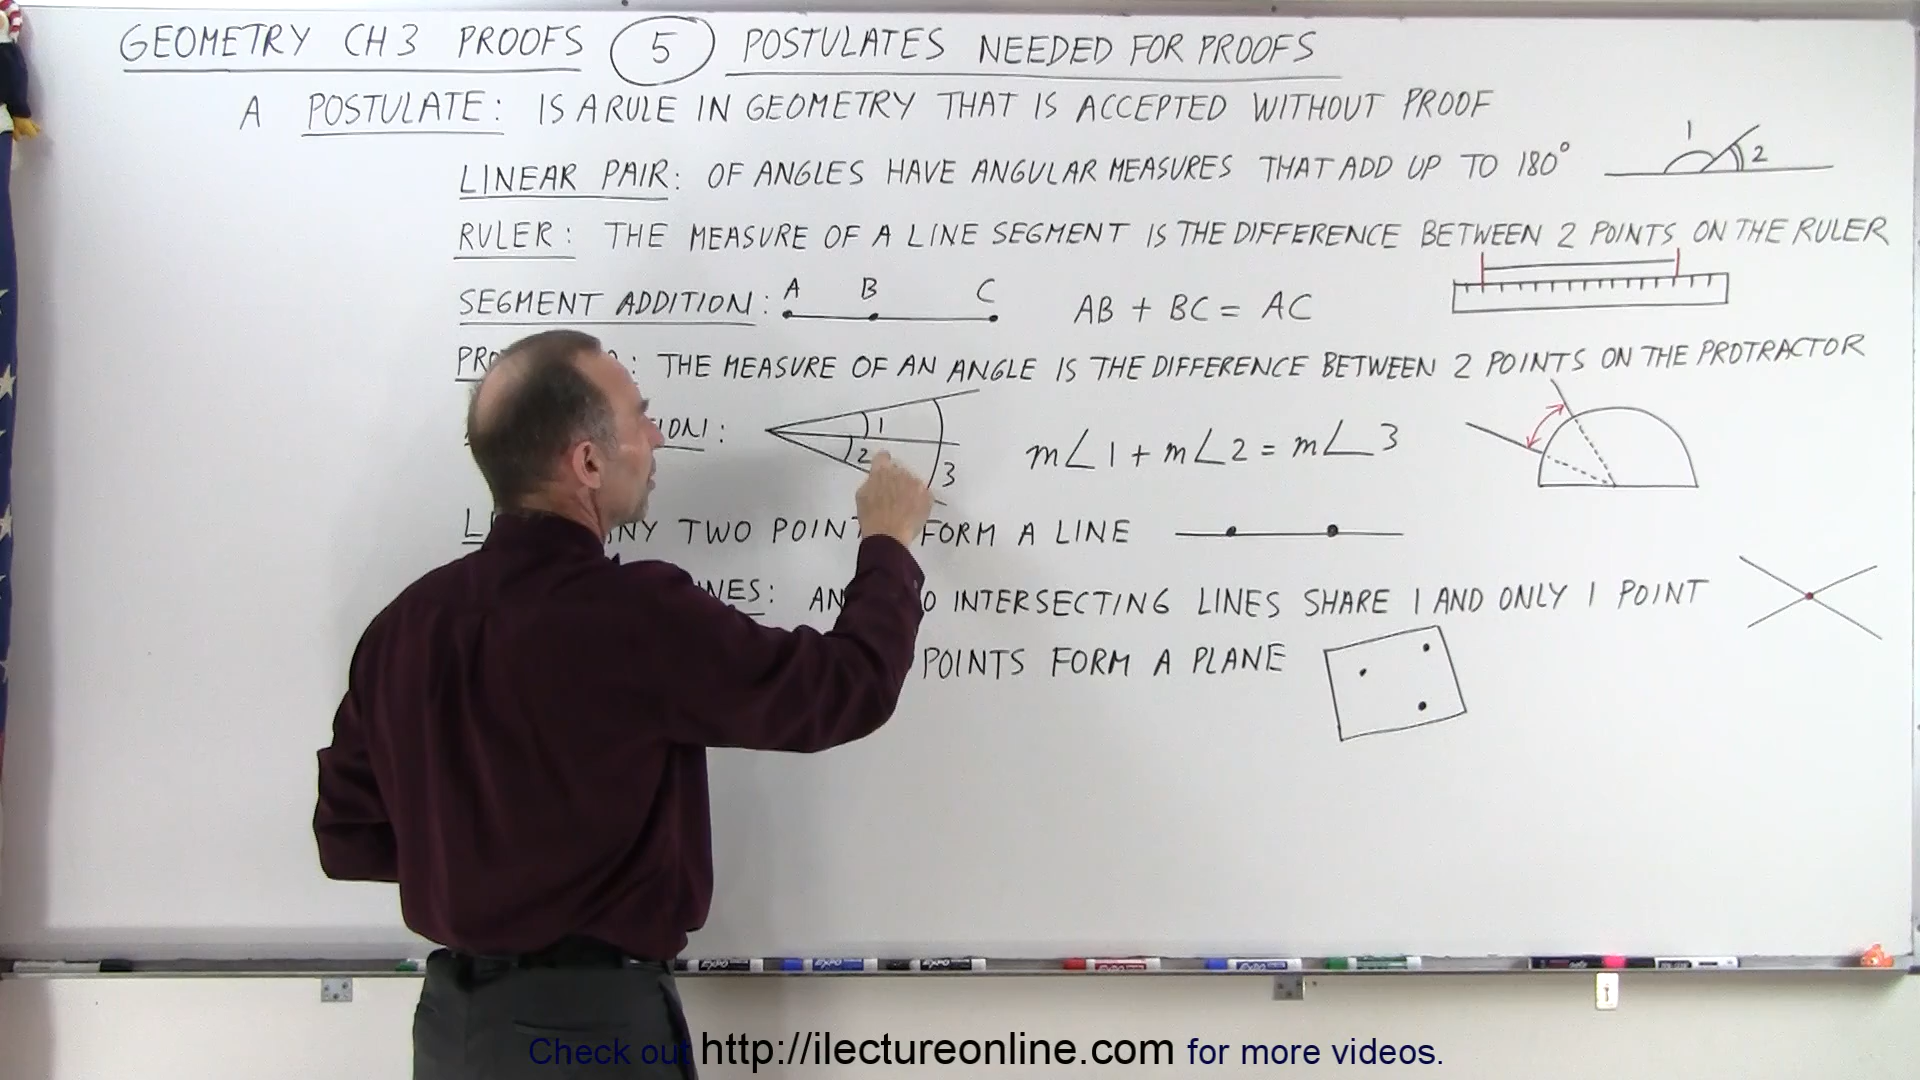 GEOMETRY CH 3 PROOFS 5 POSTULATES NEEDED FOR PROOFS
A POSTULATE: IS A RULE IN GEOMETRY THAT IS ACCEPTED WITHOUT PROOF
LINEAR PAIR: OF ANGLES HAVE ANGULAR MEASURES THAT ADD UP TO 180° 1 2
RULER: THE MEASURE OF A LINE SEGMENT IS THE DIFFERENCE BETWEEN 2 POINTS ON THE RULER
SEGMENT ADDITION: A B C AB + BC = AC
THE MEASURE OF AN ANGLE IS THE DIFFERENCE BETWEEN 2 POINTS ON THE PROTRACTOR
1 2 3 m∠1 + m∠2 = m∠3
TWO FORM A LINE
INTERSECTING LINES SHARE 1 AND ONLY 1 POINT
POINTS FORM A PLANE
Check out http://ilectureonline.com for more videos.